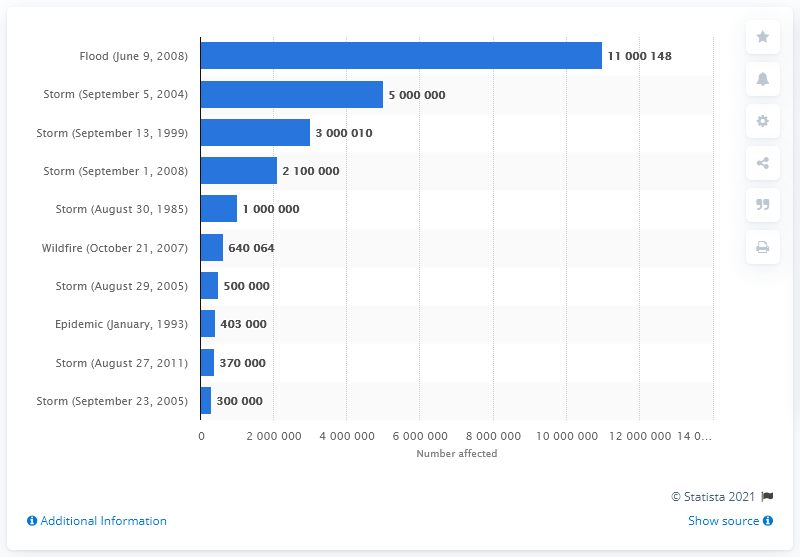 Flood (June 9, 2008) 11 000 148
Storm (September 5, 2004) 5 000 000
Storm (September 13, 1999) 3 000 010
Storm (September 1, 2008) 2 100 000
Storm (August 30, 1985) 1 000 000
Wildfire (October 21, 2007) 640 064
Storm (August 29, 2005) 500 000
Epidemic (January, 1993) 403 000
Storm (August 27, 2011) 370 000
Storm (September 23, 2005) 300 000
0 2 000 000 4 000 000 6 000 000 8 000 000 10 000 000 12 000 000 14 0...
Number affected
© Statista 2021
Additional Information Show source